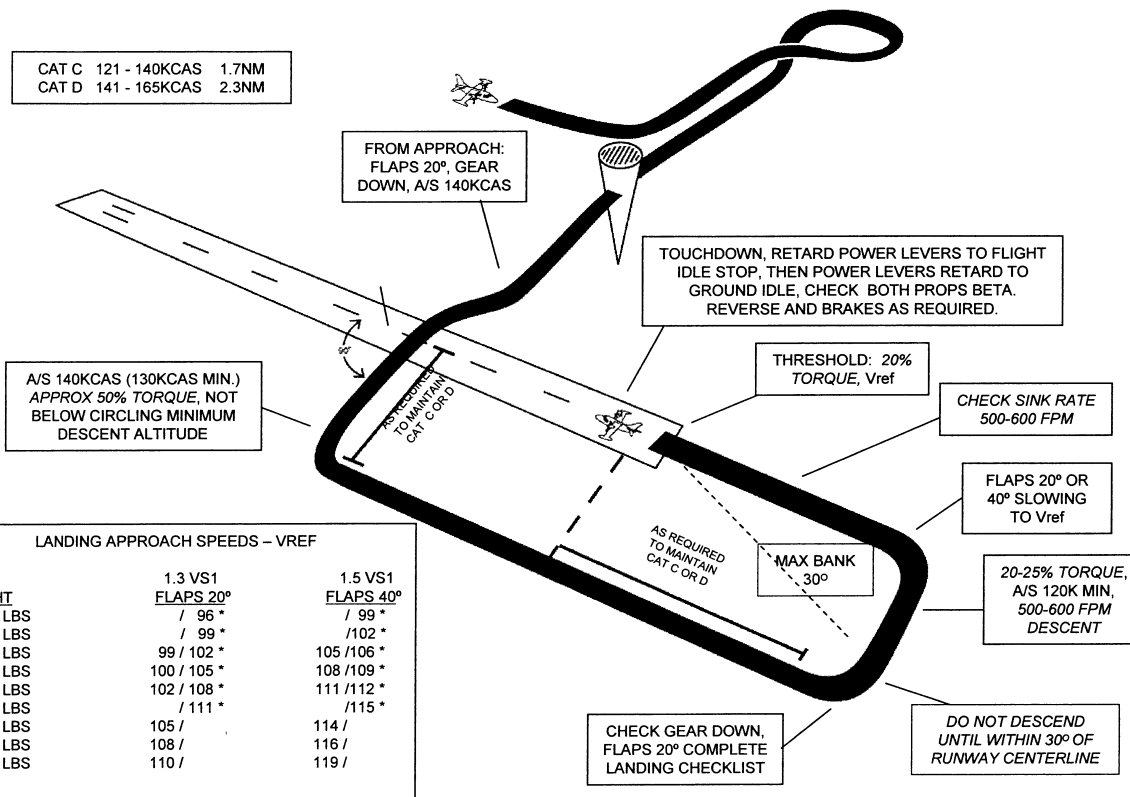 CAT C 121 - 140KCAS 1.7NM
CAT D 141 - 165KCAS 2.3NM
FROM APPROACH:
FLAPS 20º, GEAR
DOWN, A/S 140KCAS
TOUCHDOWN, RETARD POWER LEVERS TO FLIGHT
IDLE STOP, THEN POWER LEVERS RETARD TO
GROUND IDLE, CHECK BOTH PROPS BETA.
REVERSE AND BRAKES AS REQUIRED.
THRESHOLD: 20%
TORQUE, Vref
90º
A/S 140KCAS (130KCAS MIN.)
APPROX 50% TORQUE, NOT
BELOW CIRCLING MINIMUM
DESCENT ALTITUDE
AS REQUIRED
TO MAINTAIN
CAT C OR D
CHECK SINK RATE
500-600 FPM
FLAPS 20º OR
40º SLOWING
TO Vref
AS REQUIRED
TO MAINTAIN
CAT C OR D
MAX BANK
30º
20-25% TORQUE,
A/S 120K MIN,
500-600 FPM
DESCENT
LANDING APPROACH SPEEDS – VREF
1.3 VS1 1.5 VS1
HT FLAPS 20º FLAPS 40º
LBS / 96 * / 99 *
LBS / 99 * /102 *
LBS 99 / 102 * 105 /106 *
LBS 100 / 105 * 108 /109 *
LBS 102 / 108 * 111 /112 *
LBS / 111 * /115 *
LBS 105 / 114 /
LBS 108 / 116 /
LBS 110 / 119 /
CHECK GEAR DOWN,
FLAPS 20º COMPLETE
LANDING CHECKLIST
DO NOT DESCEND
UNTIL WITHIN 30º OF
RUNWAY CENTERLINE